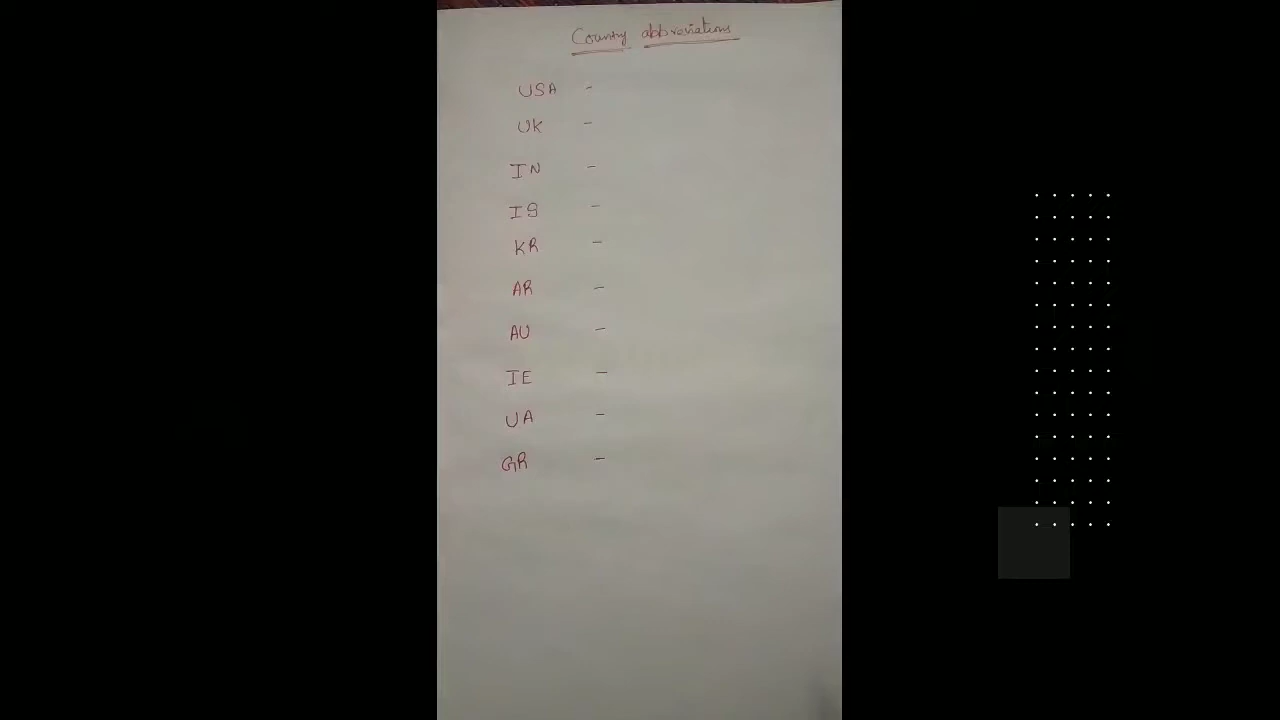 Country abbreviations
USA -
UK -
IN -
IS -
KR -
AR -
AU -
IE -
UA -
GR -